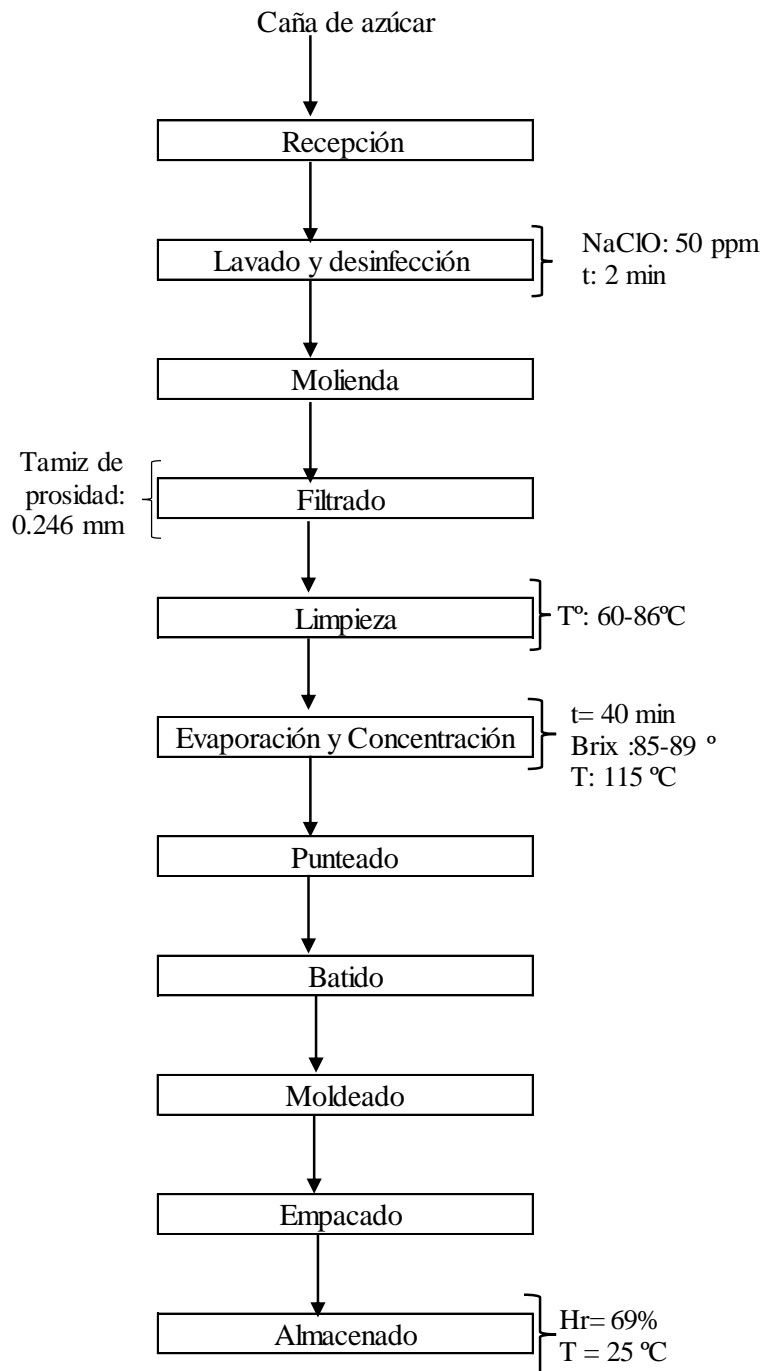 Caña de azúcar
Recepción
Lavado y desinfección
NaClO: 50 ppm
t: 2 min
Molienda
Tamiz de
prosidad:
0.246 mm
Filtrado
Limpieza
Tº: 60-86ºC
Evaporación y Concentración
t= 40 min
Brix :85-89 º
T: 115 ºC
Punteado
Batido
Moldeado
Empacado
Almacenado
Hr= 69%
T = 25 ºC